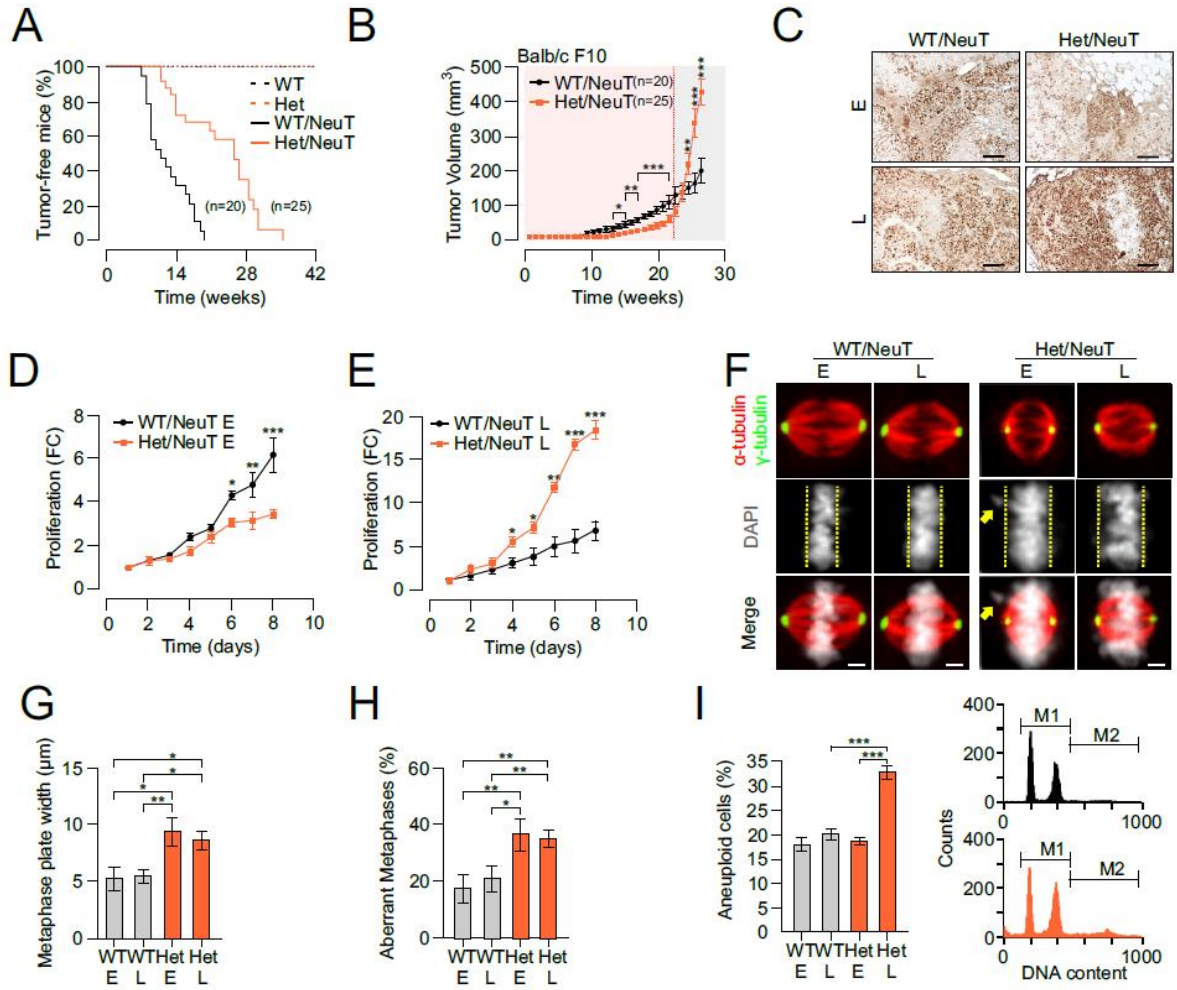 A
Tumor-free mice (%)
100
80
60
40
20
0
WT
Het
WT/NeuT
Het/NeuT
(n=20)
(n=25)
0
14
28
42
Time (weeks)
B
Balb/c F10
Tumor Volume (mm³)
500
400
300
200
100
0
WT/NeuT(n=20)
Het/NeuT(n=25)
*
**
***
**
***
***
0
10
20
30
Time (weeks)
C
WT/NeuT
Het/NeuT
E
L
D
Proliferation (FC)
8
6
4
2
0
WT/NeuT E
Het/NeuT E
*
**
***
0
2
4
6
8
10
Time (days)
E
Proliferation (FC)
20
15
10
5
0
WT/NeuT L
Het/NeuT L
*
*
**
***
***
0
2
4
6
8
10
Time (days)
F
WT/NeuT
Het/NeuT
E
L
E
L
α-tubulin
γ-tubulin
DAPI
Merge
G
Metaphase plate width (µm)
15
10
5
0
*
*
*
**
WT
WT
Het
Het
E
L
E
L
H
Aberrant Metaphases (%)
60
40
20
0
**
**
**
*
WT
WT
Het
Het
E
L
E
L
I
Aneuploid cells (%)
35
30
25
20
15
10
5
0
***
***
WT
WT
Het
Het
E
L
E
L
Counts
400
200
0
M1
M2
0
1000
400
200
0
M1
M2
0
1000
DNA content